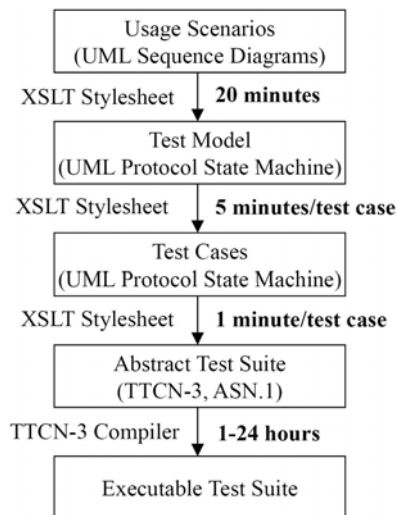 Usage Scenarios
(UML Sequence Diagrams)
XSLT Stylesheet 20 minutes
Test Model
(UML Protocol State Machine)
XSLT Stylesheet 5 minutes/test case
Test Cases
(UML Protocol State Machine)
XSLT Stylesheet 1 minute/test case
Abstract Test Suite
(TTCN-3, ASN.1)
TTCN-3 Compiler 1-24 hours
Executable Test Suite